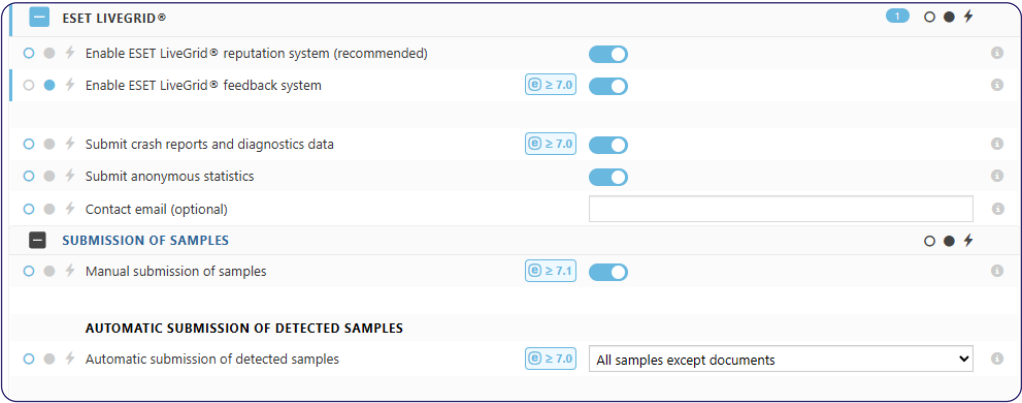 ESET LIVEGRID® 1
Enable ESET LiveGrid® reputation system (recommended)
Enable ESET LiveGrid® feedback system ≥ 7.0
Submit crash reports and diagnostics data ≥ 7.0
Submit anonymous statistics
Contact email (optional)
SUBMISSION OF SAMPLES
Manual submission of samples ≥ 7.1
AUTOMATIC SUBMISSION OF DETECTED SAMPLES
Automatic submission of detected samples ≥ 7.0 All samples except documents